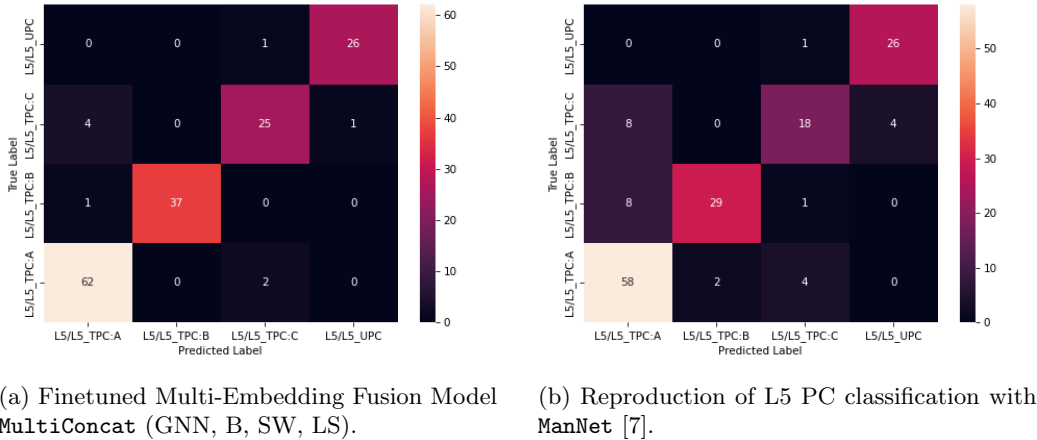 True Label
L5/L5_UPC
L5/L5_TPC:C
L5/L5_TPC:B
L5/L5_TPC:A
0 0 1 26
4 0 25 1
1 37 0 0
62 0 2 0
L5/L5_TPC:A L5/L5_TPC:B L5/L5_TPC:C L5/L5_UPC
Predicted Label
60
50
40
30
20
10
0
True Label
L5/L5_UPC
L5/L5_TPC:C
L5/L5_TPC:B
L5/L5_TPC:A
0 0 1 26
8 0 18 4
8 29 1 0
58 2 4 0
L5/L5_TPC:A L5/L5_TPC:B L5/L5_TPC:C L5/L5_UPC
Predicted Label
50
40
30
20
10
0
(a) Finetuned Multi-Embedding Fusion Model
MultiConcat (GNN, B, SW, LS).
(b) Reproduction of L5 PC classification with
ManNet [7].